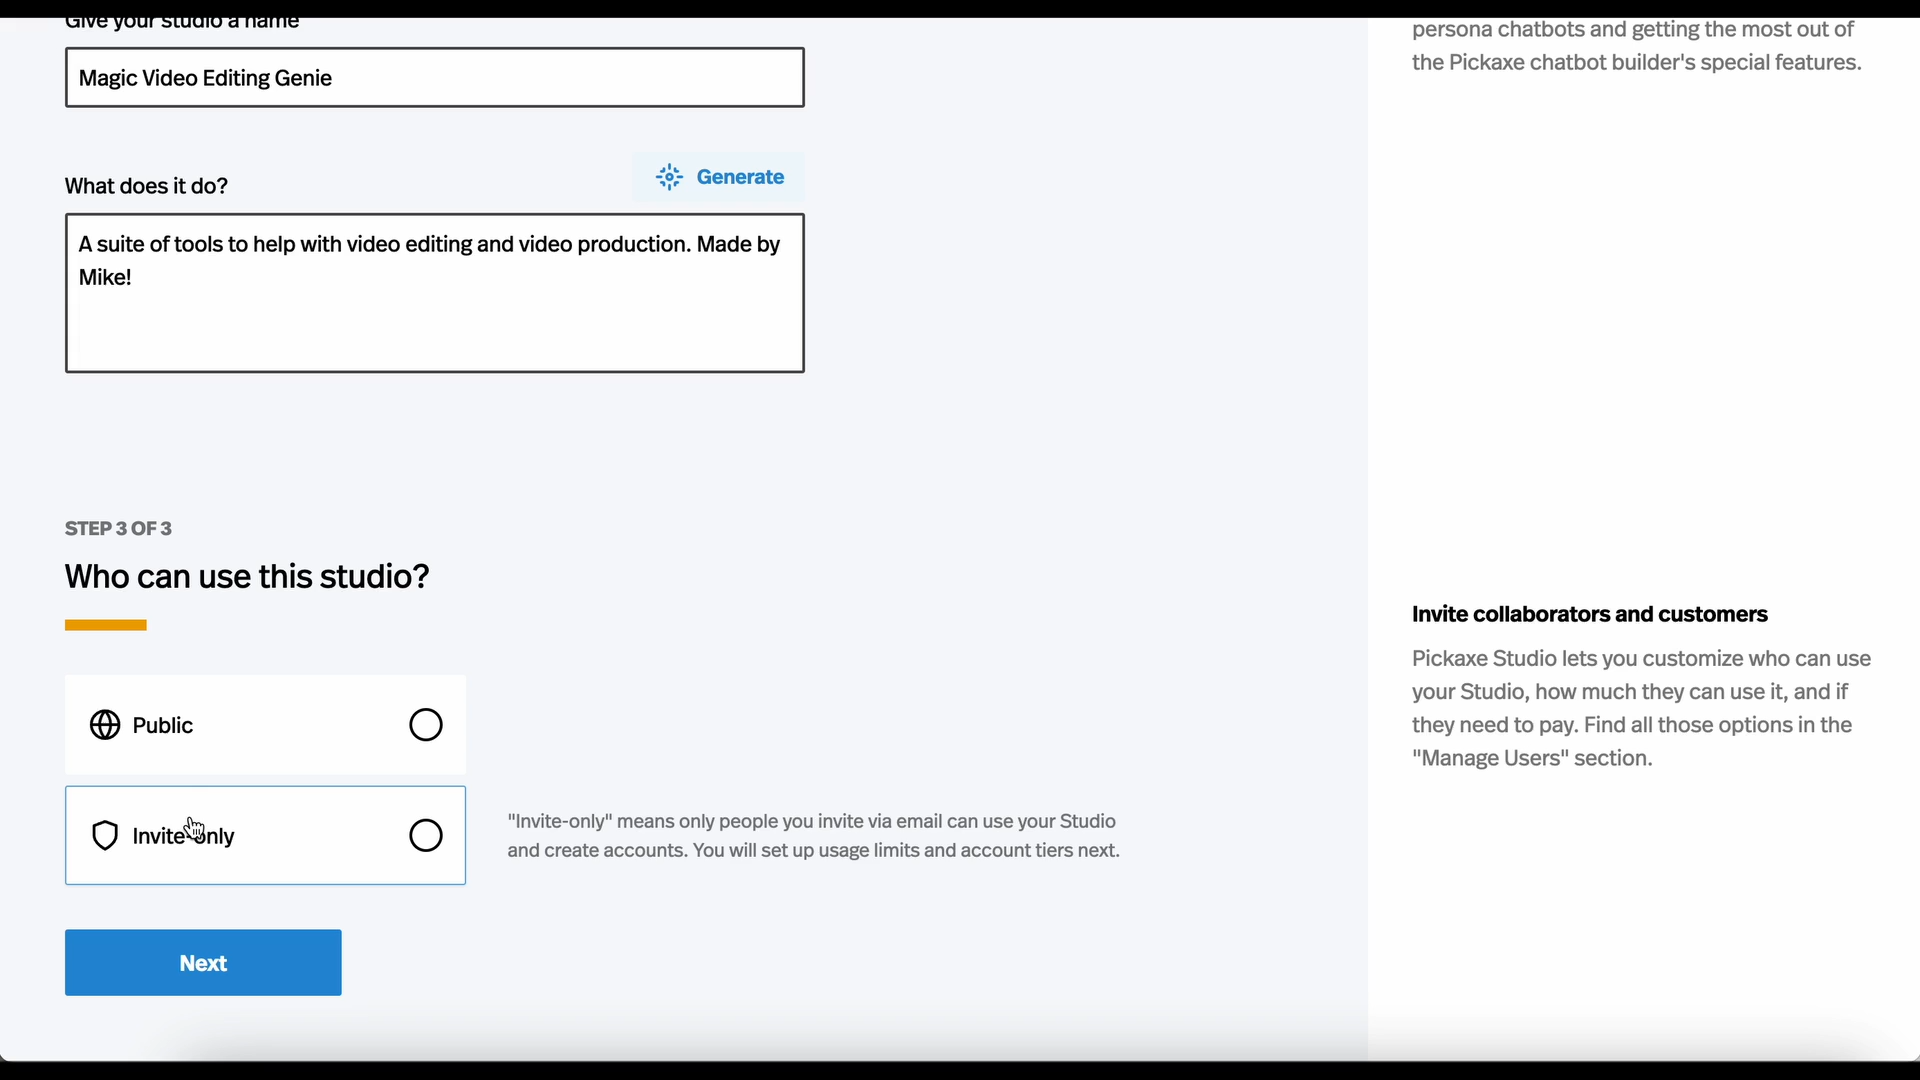 Give your studio a name
persona chatbots and getting the most out of
the Pickaxe chatbot builder's special features.
Magic Video Editing Genie
What does it do?
Generate
A suite of tools to help with video editing and video production. Made by
Mike!
STEP 3 OF 3
Who can use this studio?
Public
Invite-only
"Invite-only" means only people you invite via email can use your Studio
and create accounts. You will set up usage limits and account tiers next.
Next
Invite collaborators and customers
Pickaxe Studio lets you customize who can use
your Studio, how much they can use it, and if
they need to pay. Find all those options in the
"Manage Users" section.